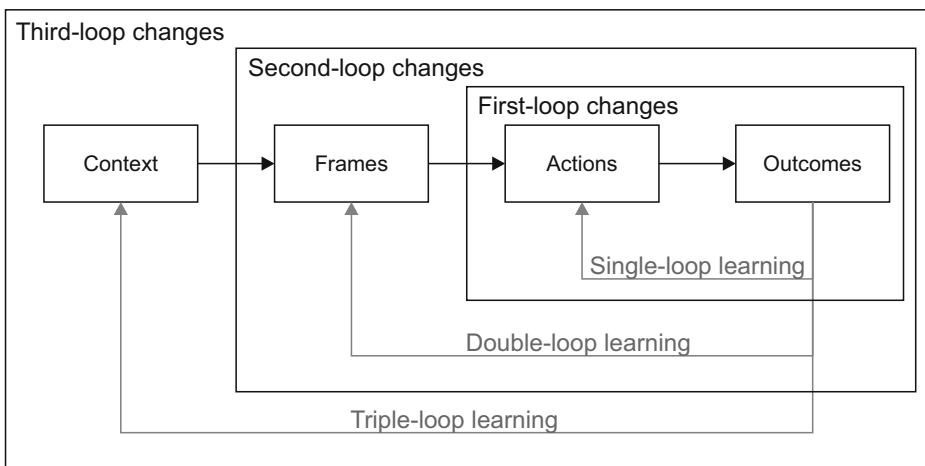 Third-loop changes
Second-loop changes
First-loop changes
Context
Frames
Actions
Outcomes
Single-loop learning
Double-loop learning
Triple-loop learning